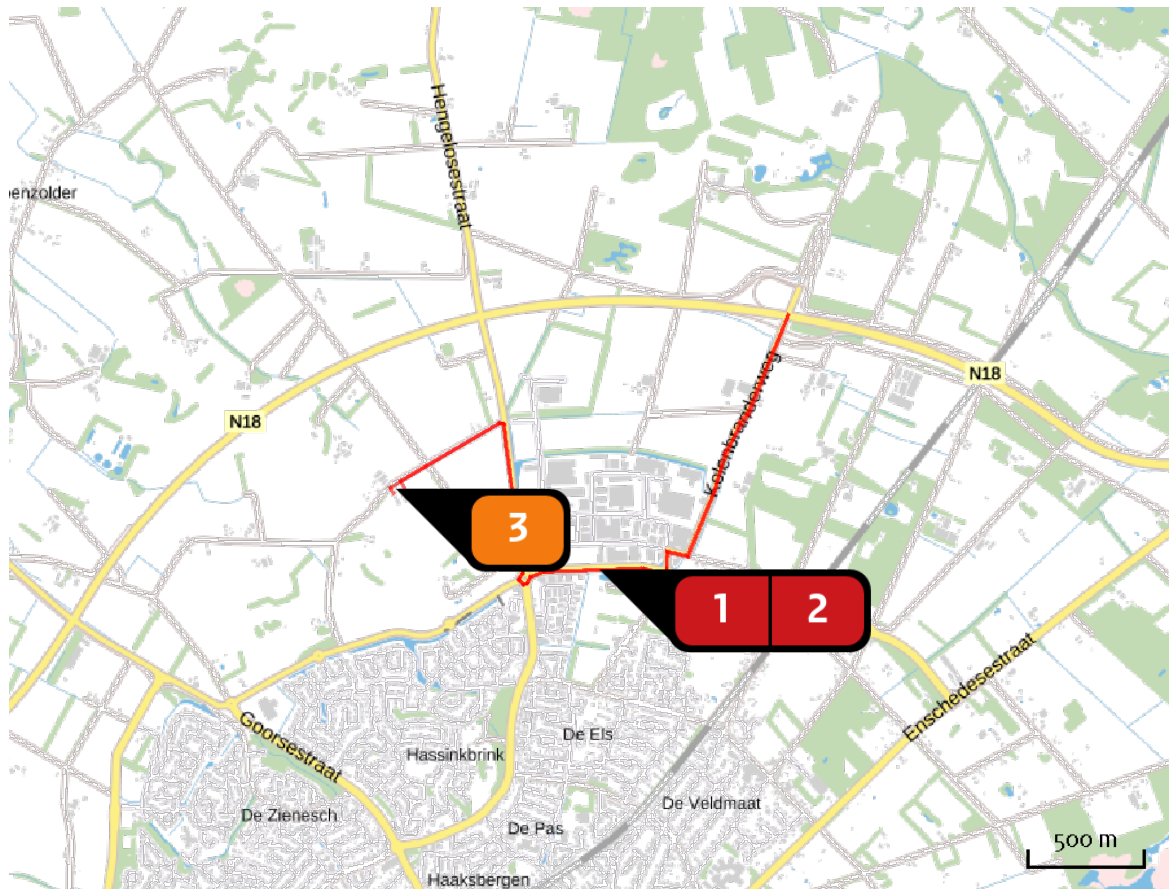 Hengelosestraat
enzolder
N18
N18
Kolenbranderweg
3
1 2
Enschedesestraat
Goorsestraat
De Els
Hassinkbrink
De Veldmaat
De Zienesch
De Pas
500 m
Haaksbergen